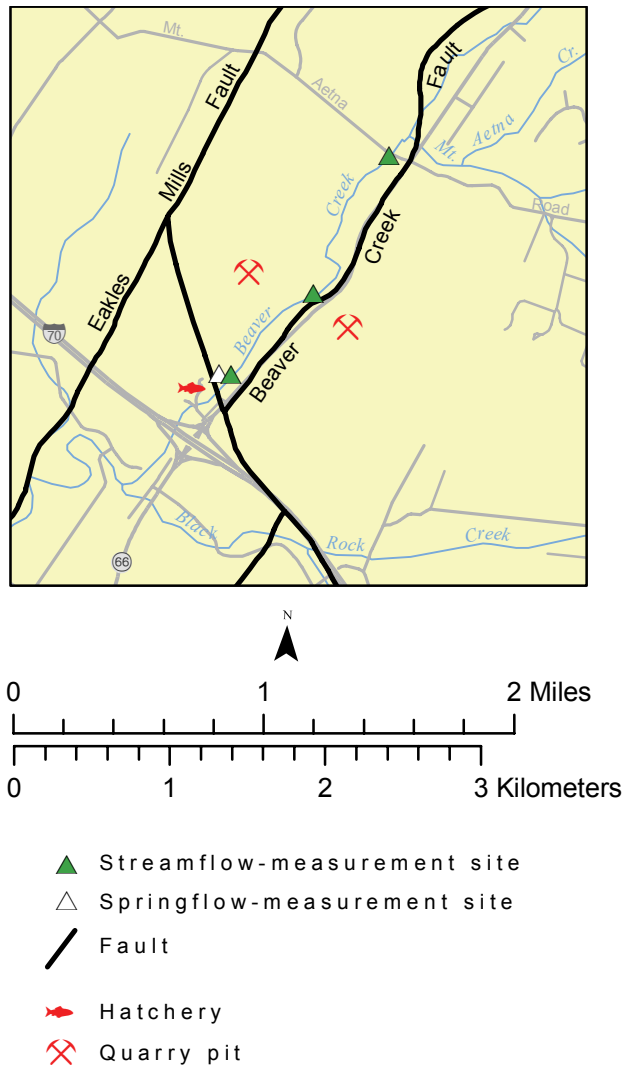 Mt.
Aetna
Road
Fault
Mills
Eakles
Fault
Creek
Beaver
Cr.
Aetna
Mt.
Creek
Beaver
70
66
Black
Rock
Creek
N
0 1 2 Miles
0 1 2 3 Kilometers
Streamflow-measurement site
Springflow-measurement site
Fault
Hatchery
Quarry pit